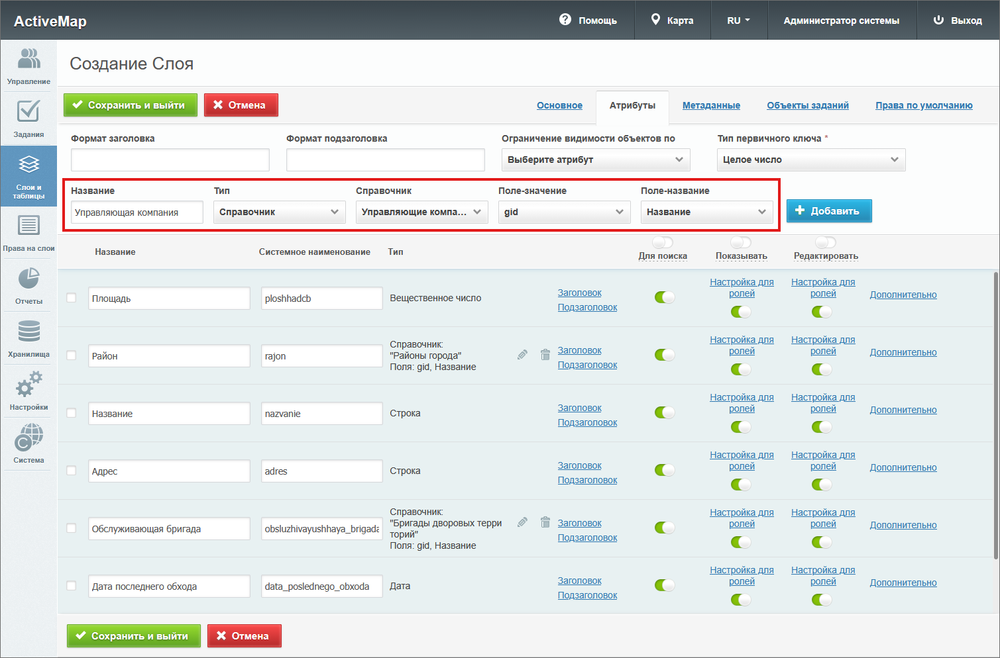 ActiveMap
Помощь
Карта
RU
Администратор системы
Выход
Управление
Задания
Слои и
таблицы
Права на слои
Отчеты
Хранилища
Настройки
Система
Создание Слоя
Сохранить и выйти
Отмена
Основное
Атрибуты
Метаданные
Объекты заданий
Права по умолчанию
Формат заголовка
Формат подзаголовка
Ограничение видимости объектов по
Тип первичного ключа *
Выберите атрибут
Целое число
Название
Тип
Справочник
Поле-значение
Поле-название
Управляющая компания
Справочник
Управляющие компа...
gid
Название
Добавить
Название
Системное наименование
Тип
Для поиска
Показывать
Редактировать
Площадь
ploshhadcb
Вещественное число
Заголовок
Подзаголовок
Настройка для
ролей
Настройка для
ролей
Дополнительно
Район
rajon
Справочник:
"Районы города"
Поля: gid, Название
Заголовок
Подзаголовок
Настройка для
ролей
Настройка для
ролей
Дополнительно
Название
nazvanie
Строка
Заголовок
Подзаголовок
Настройка для
ролей
Настройка для
ролей
Дополнительно
Адрес
adres
Строка
Заголовок
Подзаголовок
Настройка для
ролей
Настройка для
ролей
Дополнительно
Обслуживающая бригада
obsluzhivayushhaya_brigada
Справочник:
"Бригады дворовых терри
торий"
Поля: gid, Название
Заголовок
Подзаголовок
Настройка для
ролей
Настройка для
ролей
Дополнительно
Дата последнего обхода
data_poslednego_obxoda
Дата
Заголовок
Подзаголовок
Настройка для
ролей
Настройка для
ролей
Дополнительно
Сохранить и выйти
Отмена